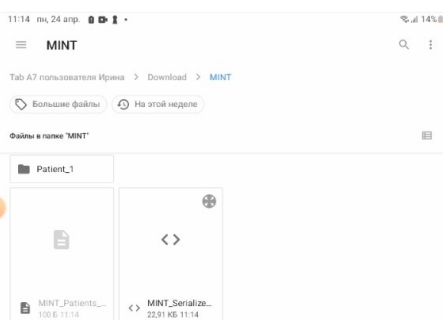 11:14 пн, 24 апр. 14%
MINT
Tab A7 пользователя Ирина > Download > MINT
Большие файлы На этой неделе
Файлы в папке "MINT"
Patient_1
MINT_Patients_... MINT_Serialize...
100 Б 11:14 22,91 КБ 11:14